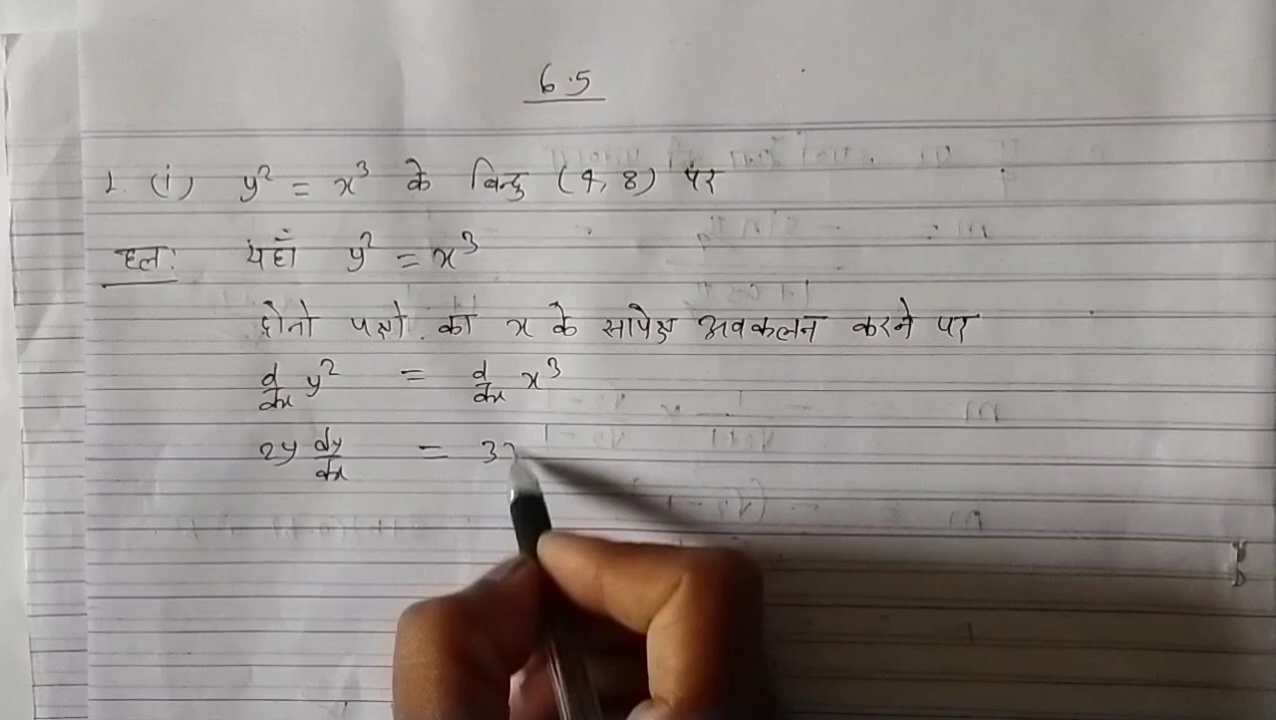 6.5
1. (i) y² = x³ के बिन्दु (4, 8) पर
हल: यहाँ y² = x³
दोनो पक्षो का x के सापेक्ष अवकलन करने पर
d/dx y² = d/dx x³
2y dy/dx = 3